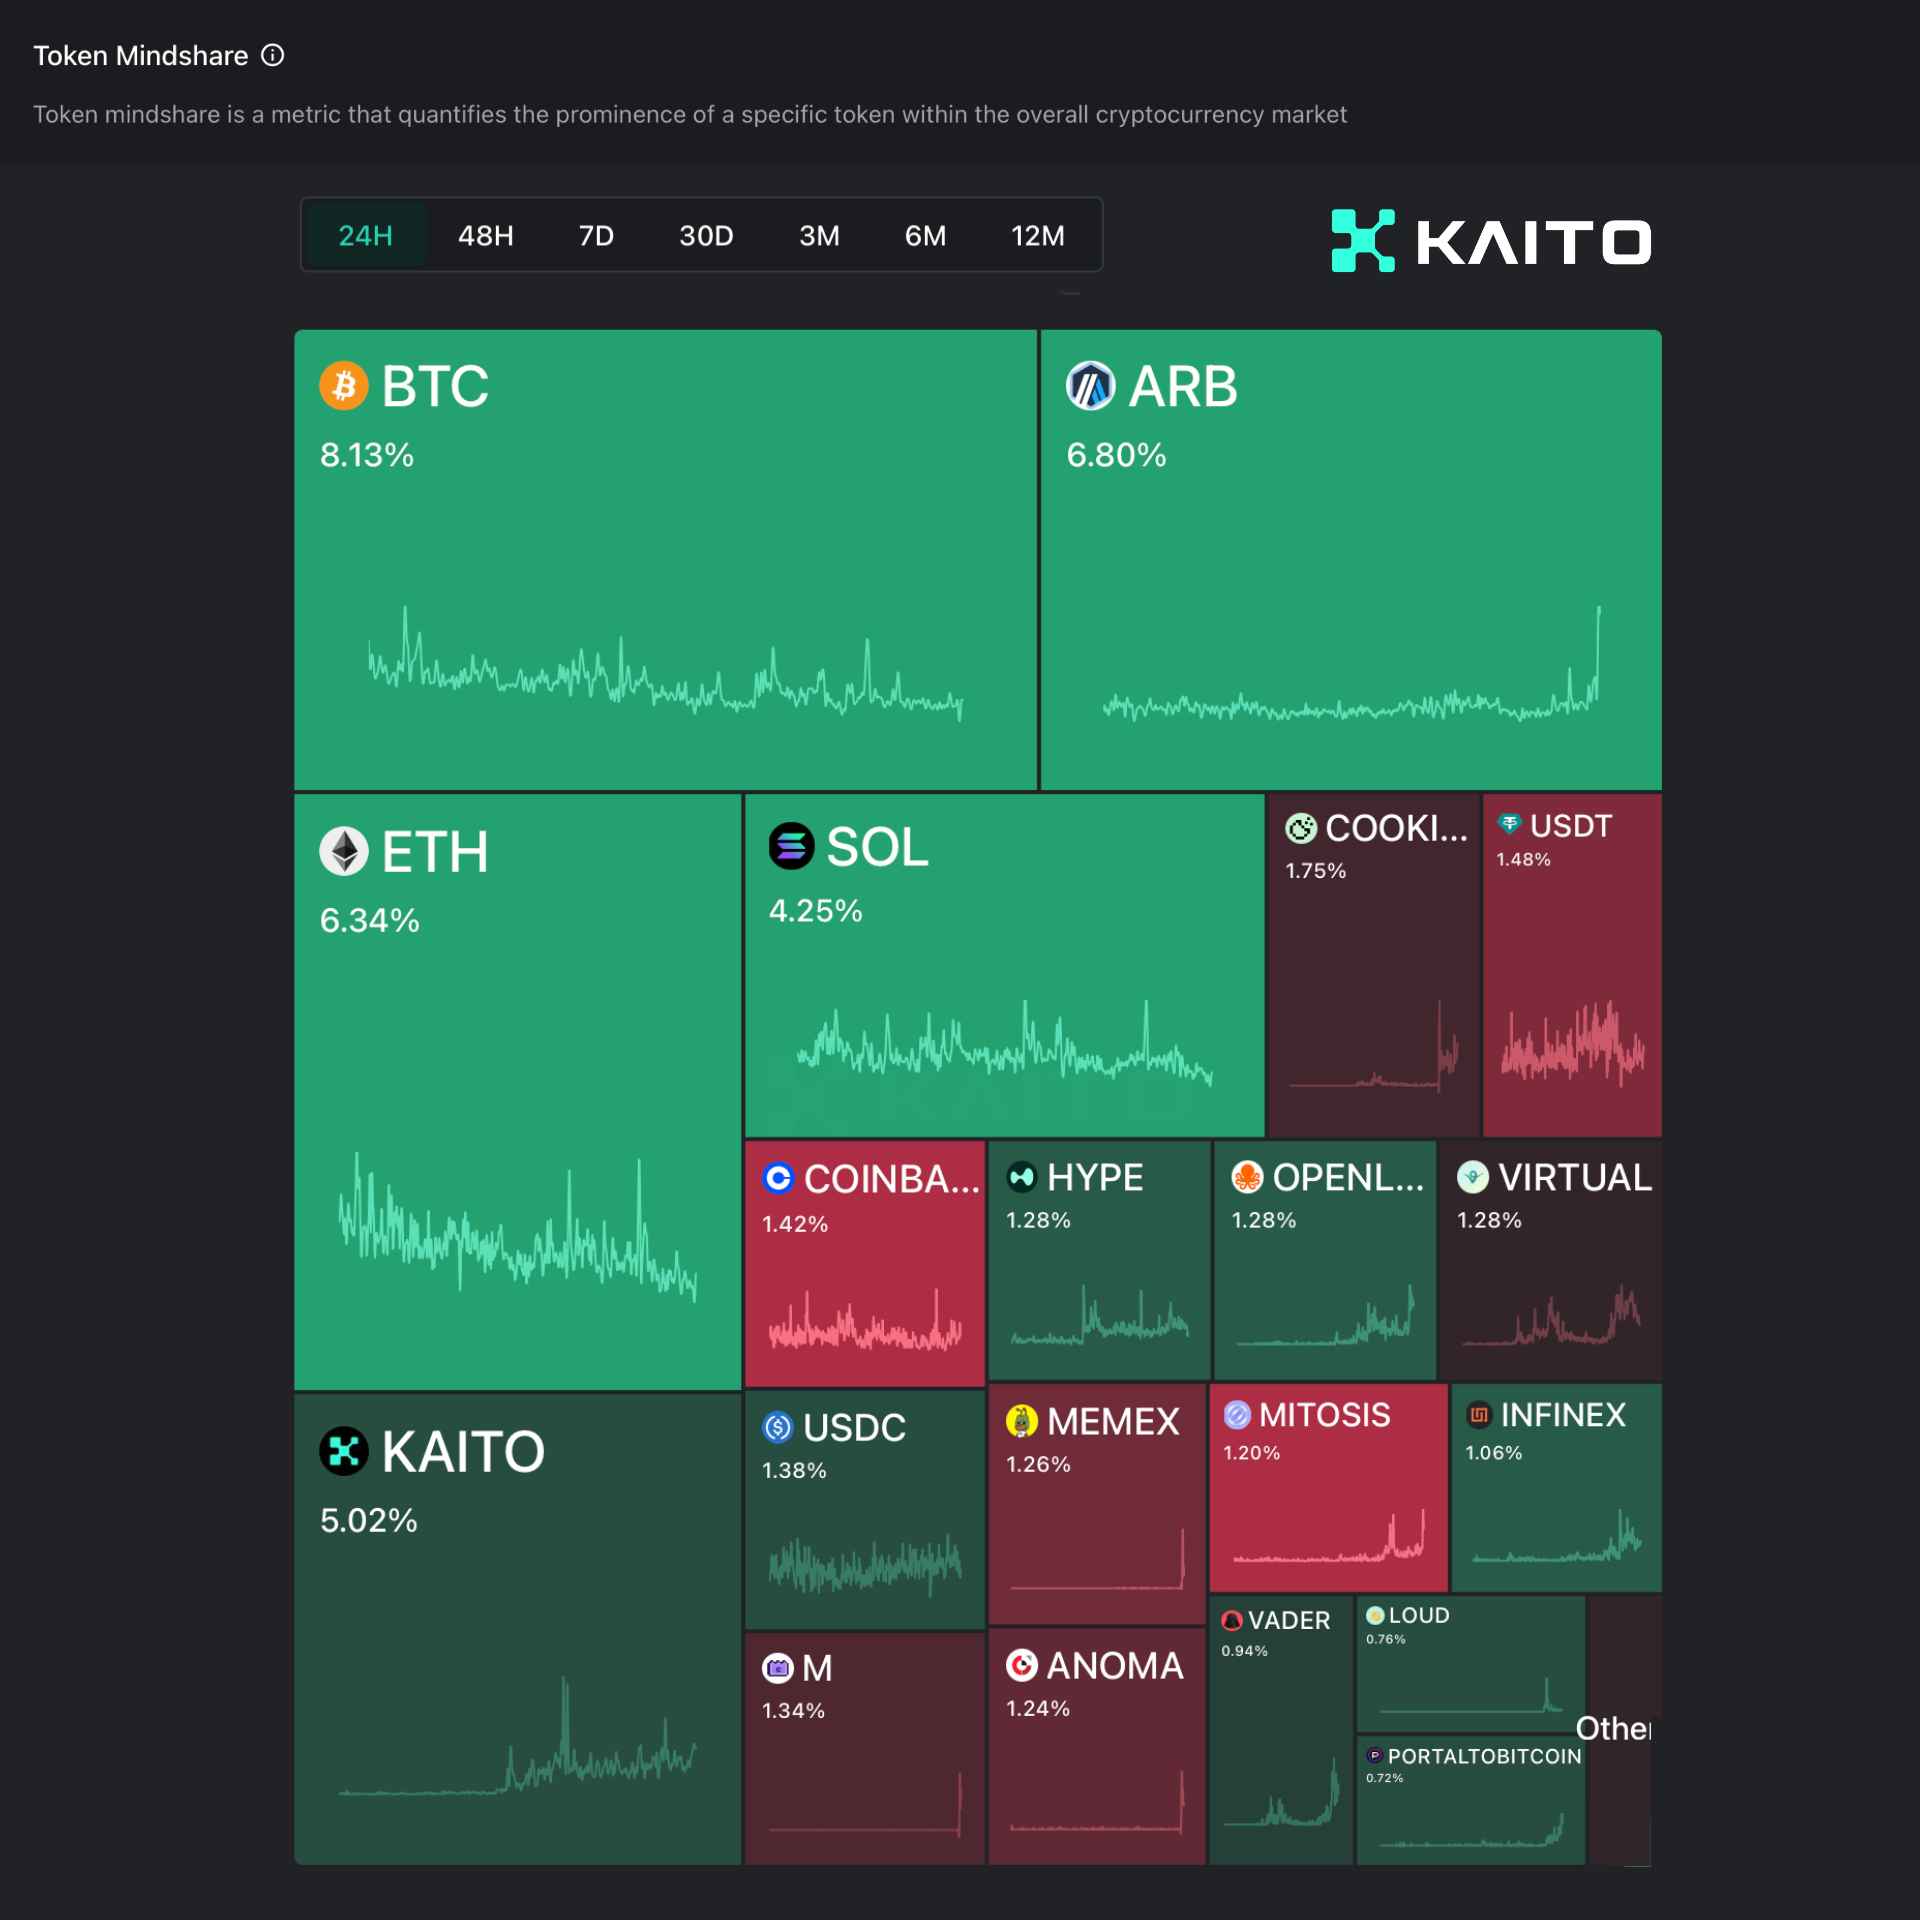 Token Mindshare
Token mindshare is a metric that quantifies the prominence of a specific token within the overall cryptocurrency market
24H 48H 7D 30D 3M 6M 12M
KAITO
BTC
8.13%
ARB
6.80%
ETH
6.34%
SOL
4.25%
COOKI...
1.75%
USDT
1.48%
COINBA...
1.42%
HYPE
1.28%
OPENL...
1.28%
VIRTUAL
1.28%
KAITO
5.02%
USDC
1.38%
MEMEX
1.26%
MITOSIS
1.20%
INFINEX
1.06%
M
1.34%
ANOMA
1.24%
VADER
0.94%
LOUD
0.76%
PORTALTOBITCOIN
0.72%
Other